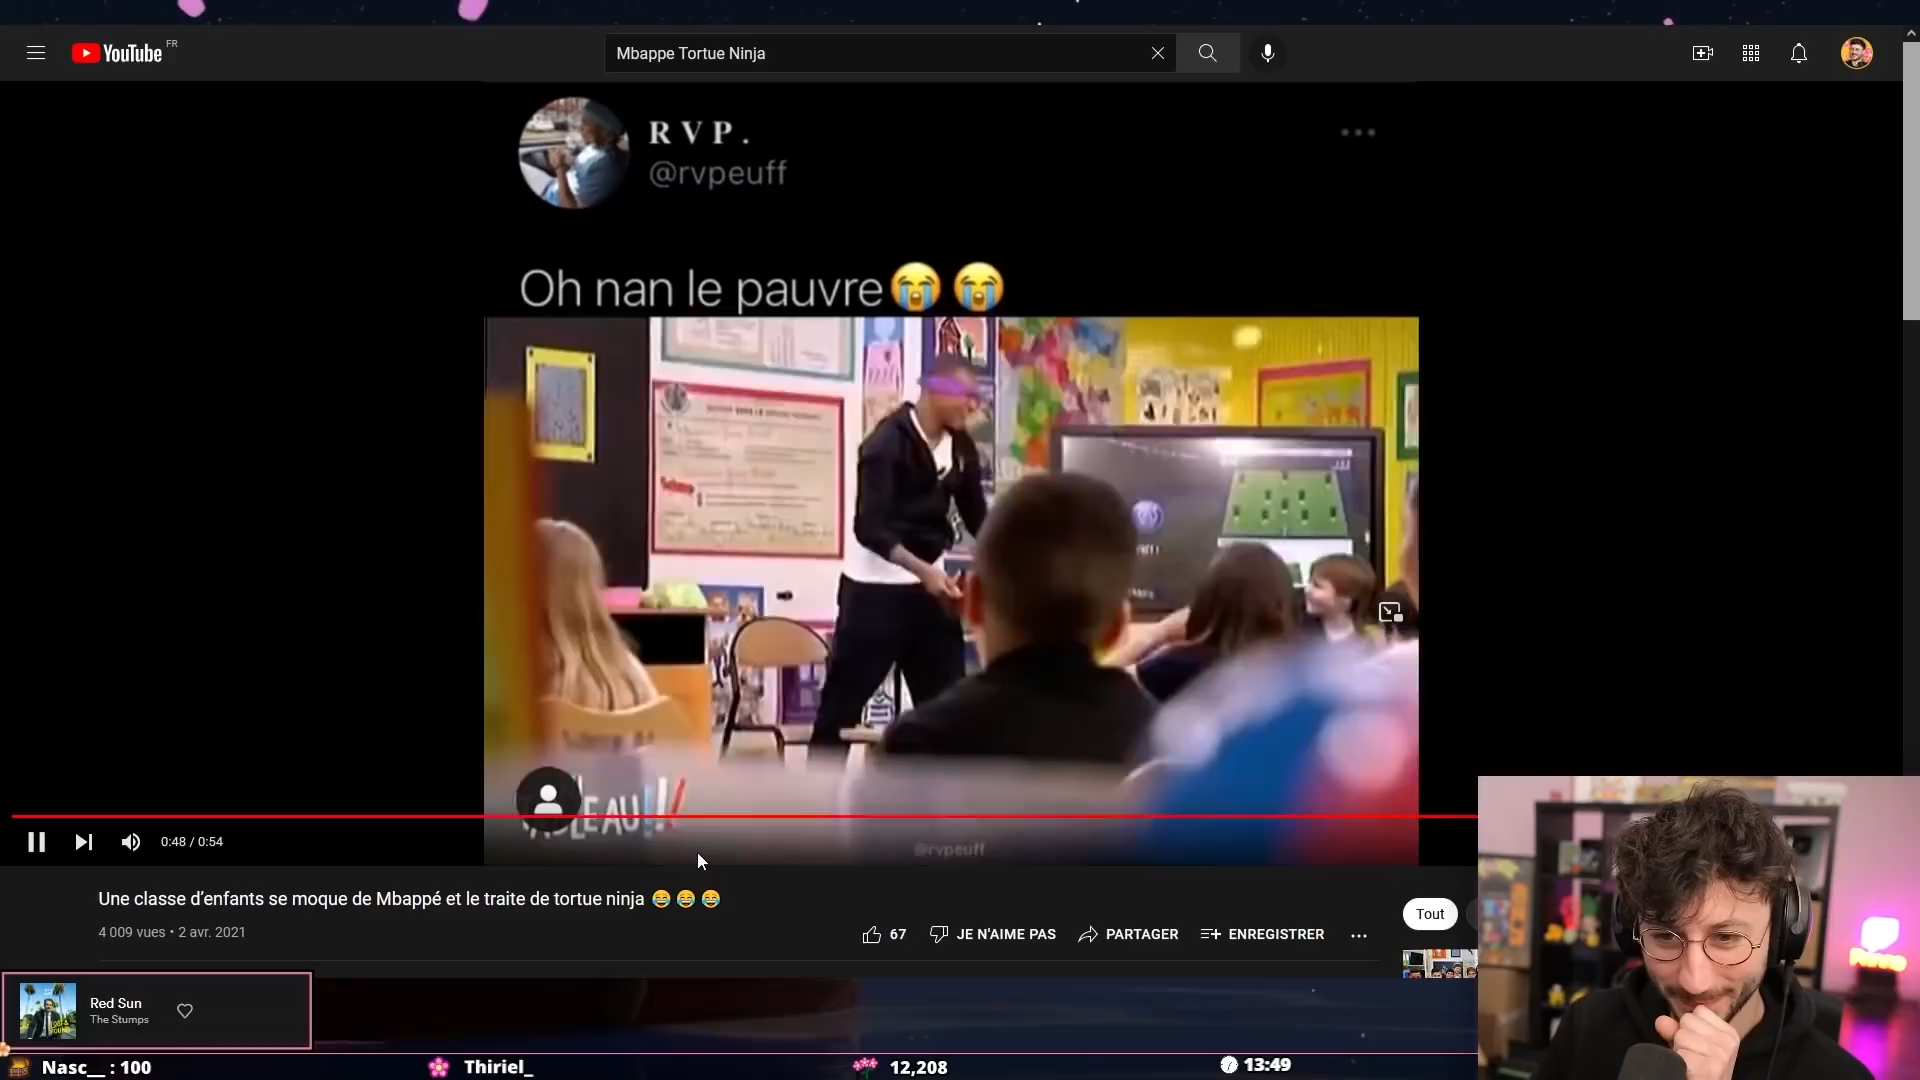 YouTube FR
Mbappe Tortue Ninja
R V P .
@rvpeuff
Oh nan le pauvre😭😭
@rvpeuff
0:48 / 0:54
Une classe d’enfants se moque de Mbappé et le traite de tortue ninja 😂😂😂
4 009 vues • 2 avr. 2021
67
JE N'AIME PAS
PARTAGER
ENREGISTRER
Tout
Red Sun
The Stumps
Nasc__ : 100
Thiriel_
12,208
13:49